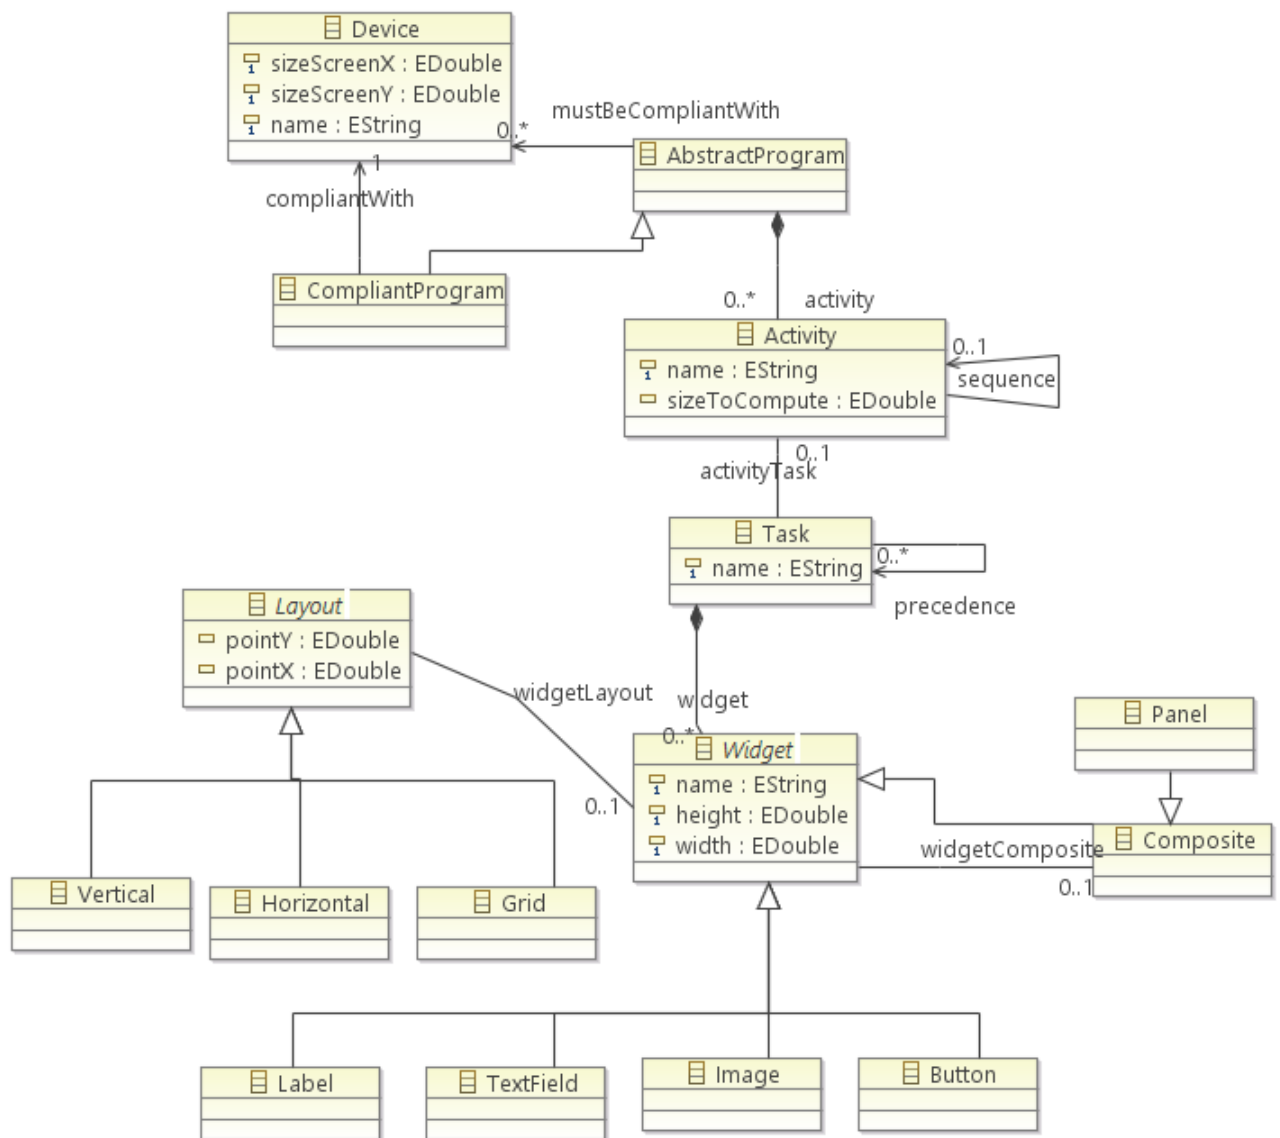 Device
sizeScreenX : EDouble
sizeScreenY : EDouble
name : EString
0..*
mustBeCompliantWith
AbstractProgram
1
compliantWith
CompliantProgram
0..*
activity
Activity
name : EString
sizeToCompute : EDouble
0..1
sequence
0..1
activityTask
Task
name : EString
0..*
precedence
Layout
pointY : EDouble
pointX : EDouble
widgetLayout
widget
0..*
Widget
name : EString
height : EDouble
width : EDouble
0..1
Panel
Composite
widgetComposite
0..1
Vertical
Horizontal
Grid
Label
TextField
Image
Button